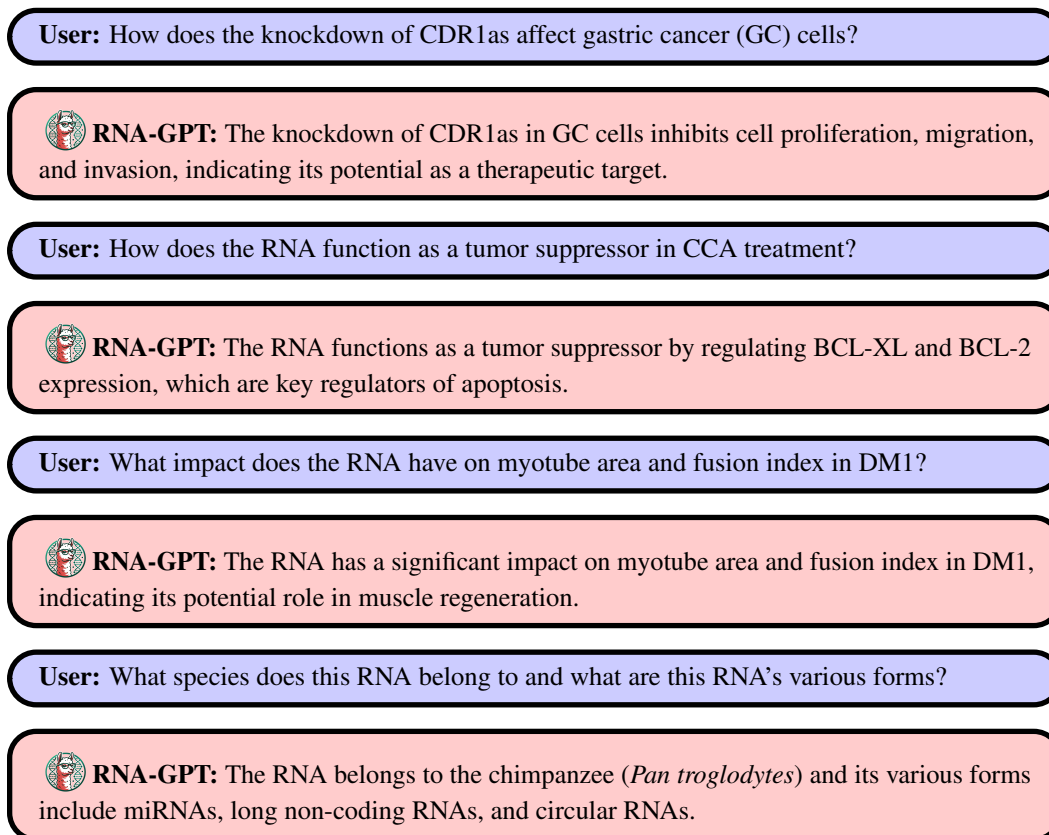 User: How does the knockdown of CDR1as affect gastric cancer (GC) cells?
RNA-GPT: The knockdown of CDR1as in GC cells inhibits cell proliferation, migration,
and invasion, indicating its potential as a therapeutic target.
User: How does the RNA function as a tumor suppressor in CCA treatment?
RNA-GPT: The RNA functions as a tumor suppressor by regulating BCL-XL and BCL-2
expression, which are key regulators of apoptosis.
User: What impact does the RNA have on myotube area and fusion index in DM1?
RNA-GPT: The RNA has a significant impact on myotube area and fusion index in DM1,
indicating its potential role in muscle regeneration.
User: What species does this RNA belong to and what are this RNA's various forms?
RNA-GPT: The RNA belongs to the chimpanzee (Pan troglodytes) and its various forms
include miRNAs, long non-coding RNAs, and circular RNAs.